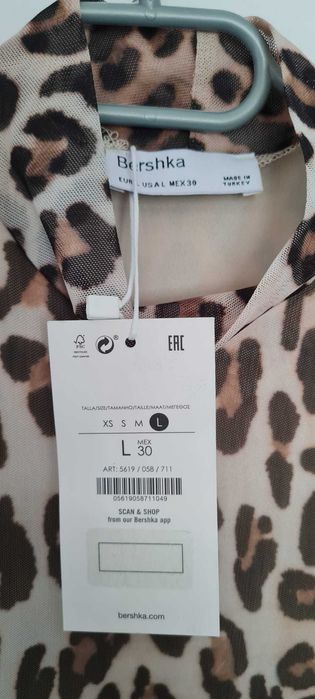 Bershka
EUR L USA L MEX 30
MADE IN
TURKEY
FSC
EAC
TALLA/SIZE/TAMANHO/TAILLE/MAAT/ΜΕΓΕΘΟΣ
XS S M L
L MEX 30
ART: 5619 / 058 / 711
05619058711049
SCAN & SHOP
from our Bershka app
bershka.com